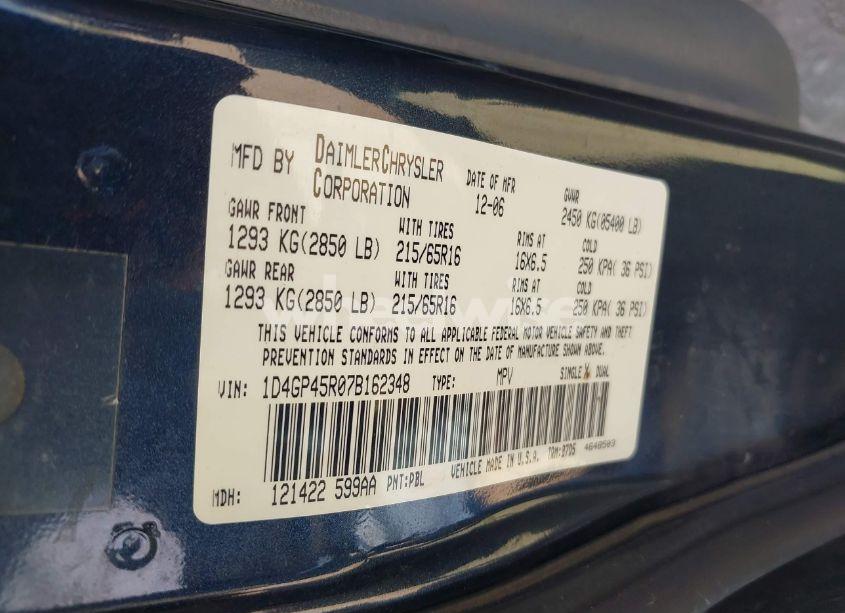 MFD BY DAIMLERCHRYSLER CORPORATION DATE OF MFR 12-06 GVWR 2450 KG(05400 LB)
GAWR FRONT WITH TIRES RIMS AT COLD
1293 KG(2850 LB) 215/65R16 16X6.5 250 KPA( 36 PSI)
GAWR REAR WITH TIRES RIMS AT COLD
1293 KG(2850 LB) 215/65R16 16X6.5 250 KPA( 36 PSI)
THIS VEHICLE CONFORMS TO ALL APPLICABLE FEDERAL MOTOR VEHICLE SAFETY AND THEFT
PREVENTION STANDARDS IN EFFECT ON THE DATE OF MANUFACTURE SHOWN ABOVE.
VIN: 1D4GP45R07B162348 TYPE: MPV SINGLE X DUAL
VEHICLE MADE IN U.S.A. TRM:B7D5 4648503
MDH: 121422 599AA PNT:PBL